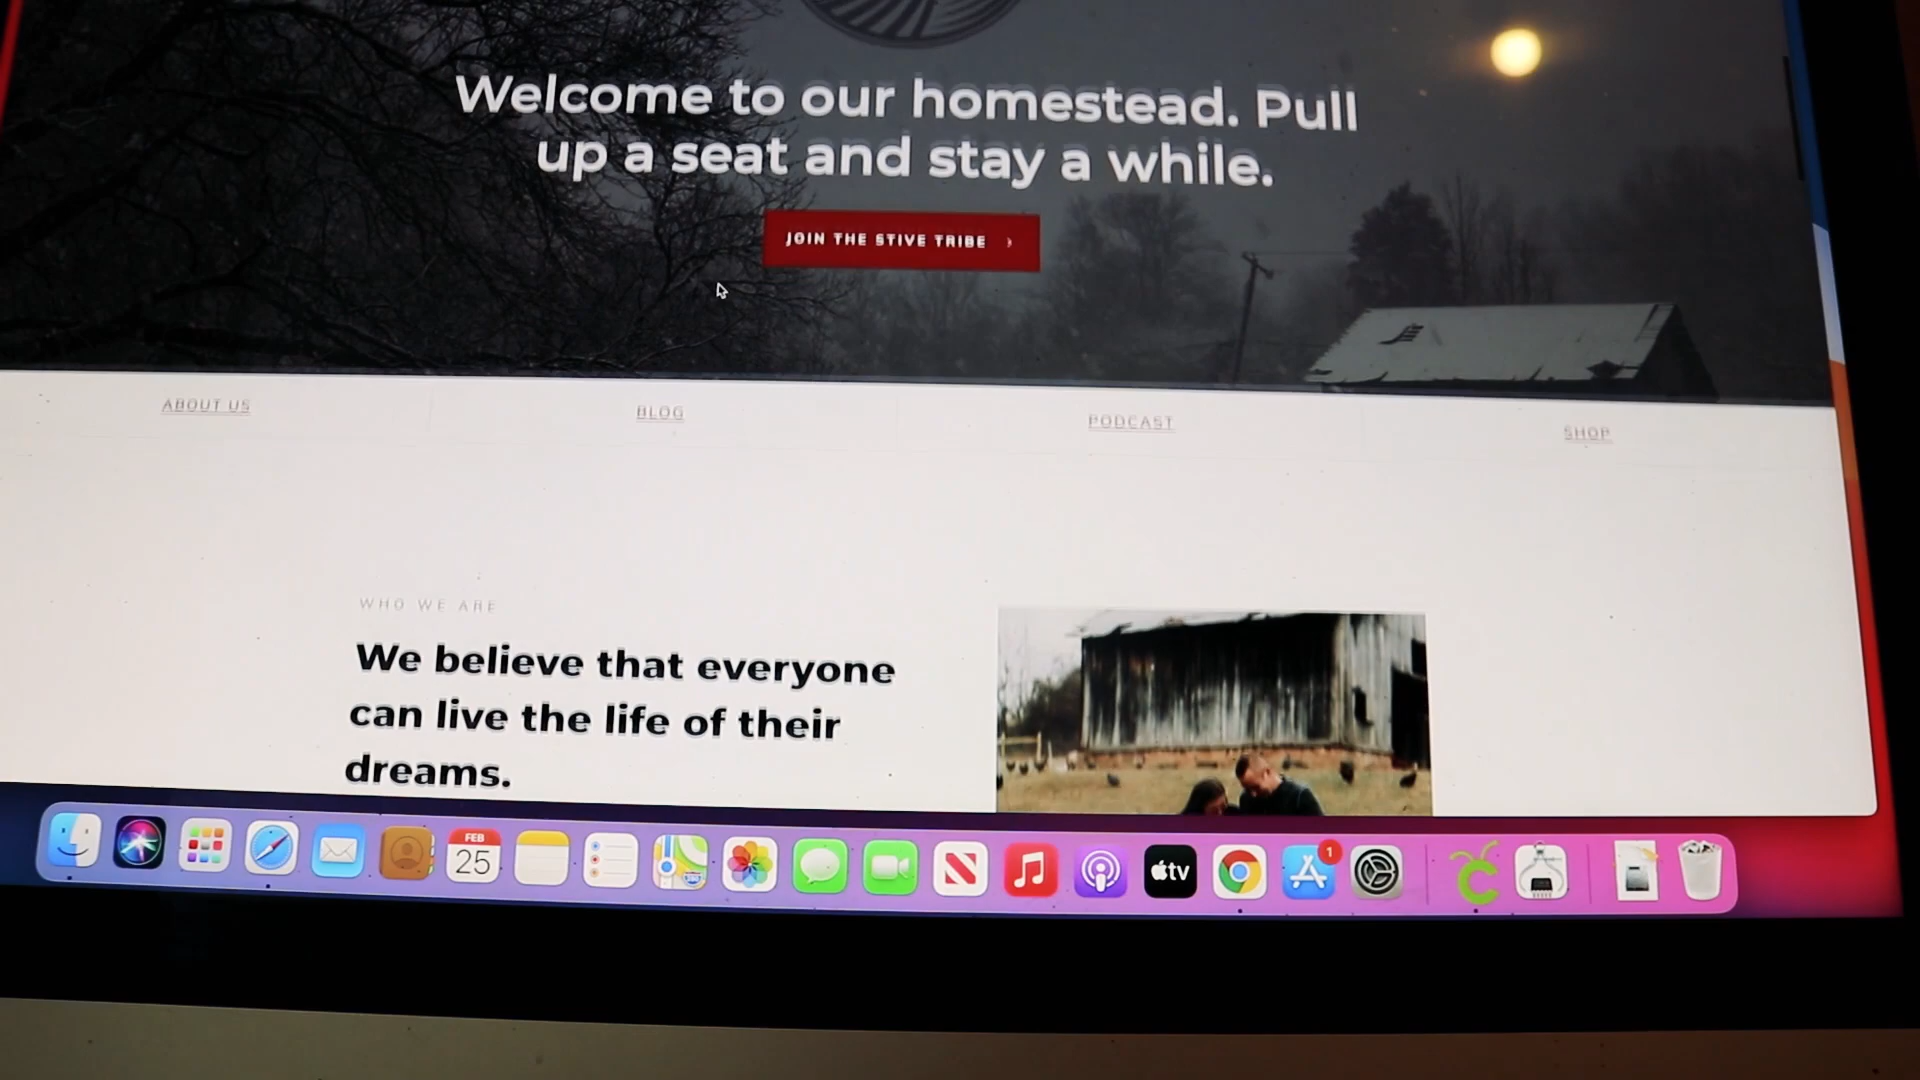 Welcome to our homestead. Pull
up a seat and stay a while.
JOIN THE STIVE TRIBE
ABOUT US
BLOG
PODCAST
SHOP
WHO WE ARE
We believe that everyone
can live the life of their
dreams.
FEB
25
tv
1